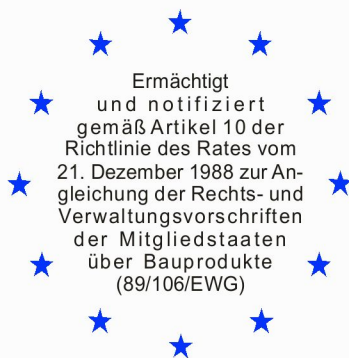 Ermächtigt
und notifiziert
gemäß Artikel 10 der
Richtlinie des Rates vom
21. Dezember 1988 zur An-
gleichung der Rechts- und
Verwaltungsvorschriften
der Mitgliedstaaten
über Bauprodukte
(89/106/EWG)